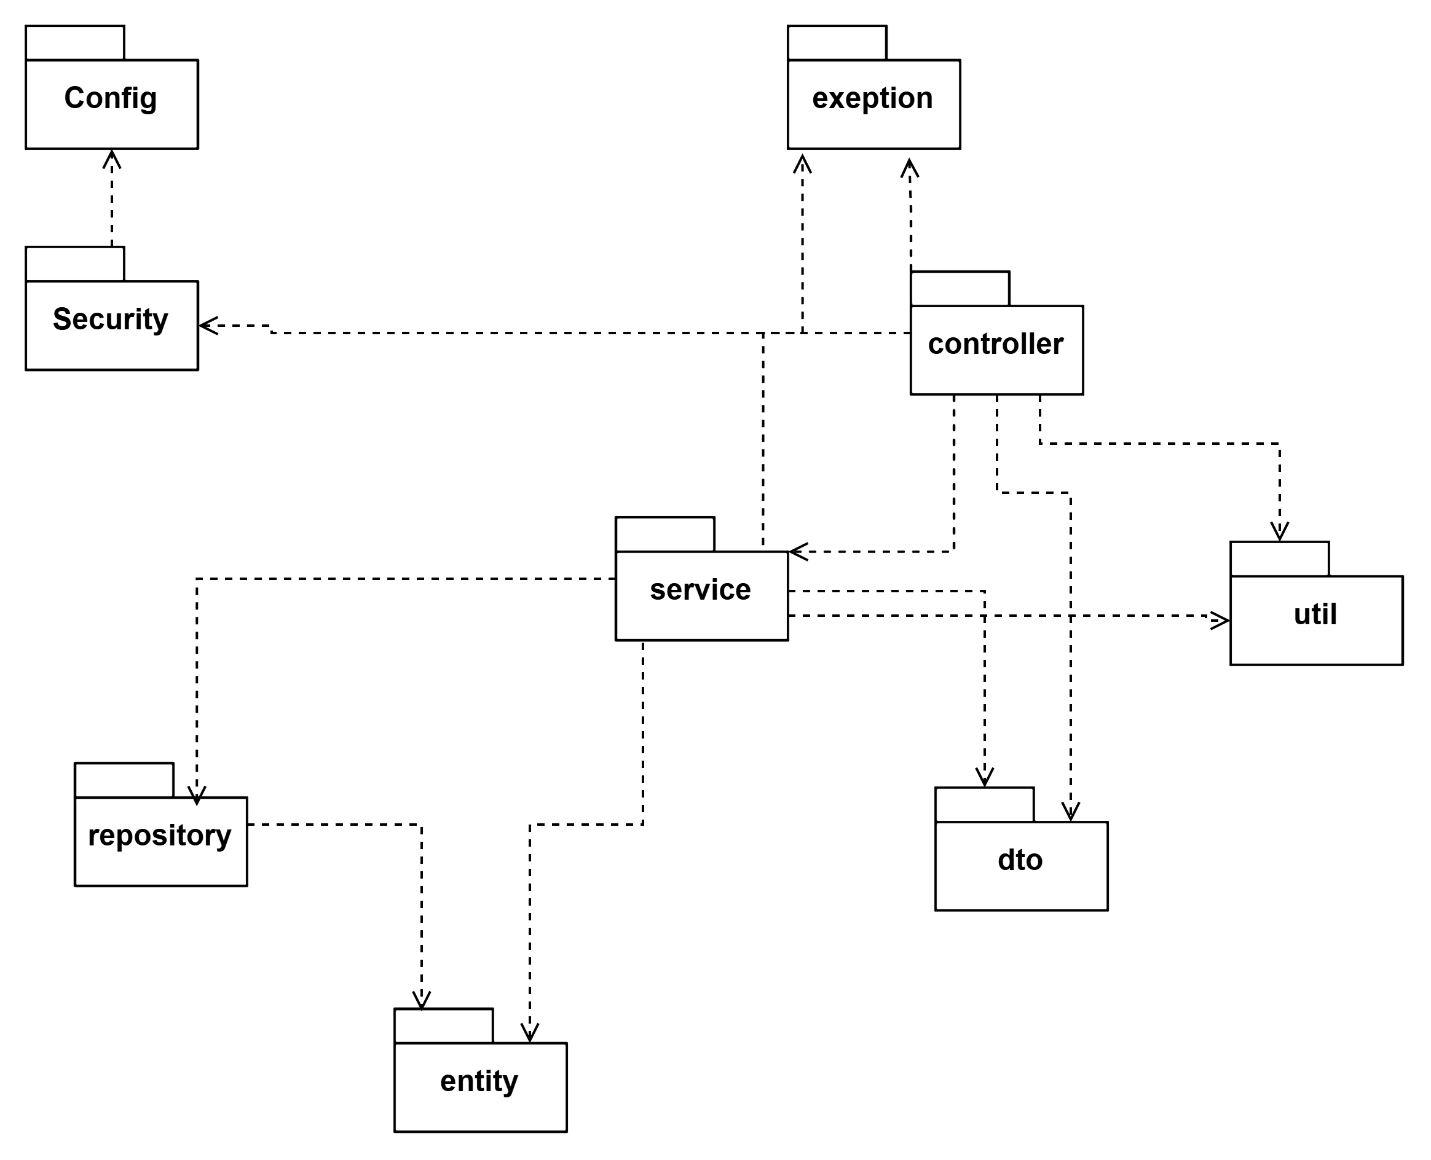 Config
exeption
Security
controller
service
util
repository
dto
entity